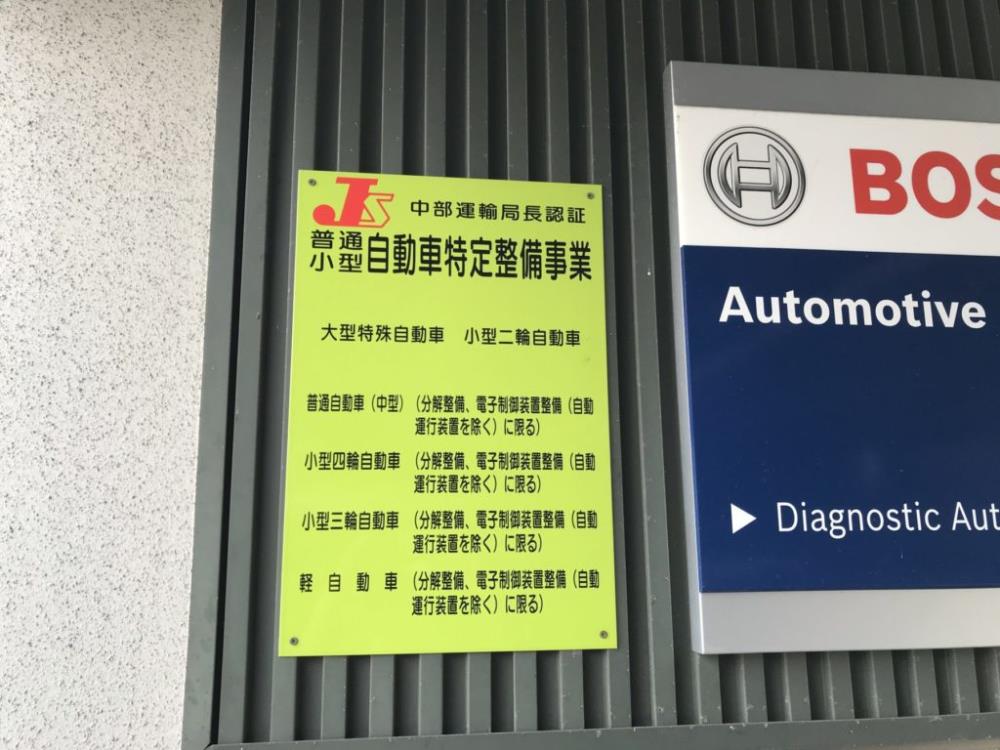 JS 中部運輸局長認証
普通
小型
自動車特定整備事業
大型特殊自動車 小型二輪自動車
普通自動車（中型）（分解整備、電子制御装置整備（自動
運行装置を除く）に限る）
小型四輪自動車 （分解整備、電子制御装置整備（自動
運行装置を除く）に限る）
小型三輪自動車 （分解整備、電子制御装置整備（自動
運行装置を除く）に限る）
軽自動車 （分解整備、電子制御装置整備（自動
運行装置を除く）に限る）
BOS
Automotive
▶ Diagnostic Aut